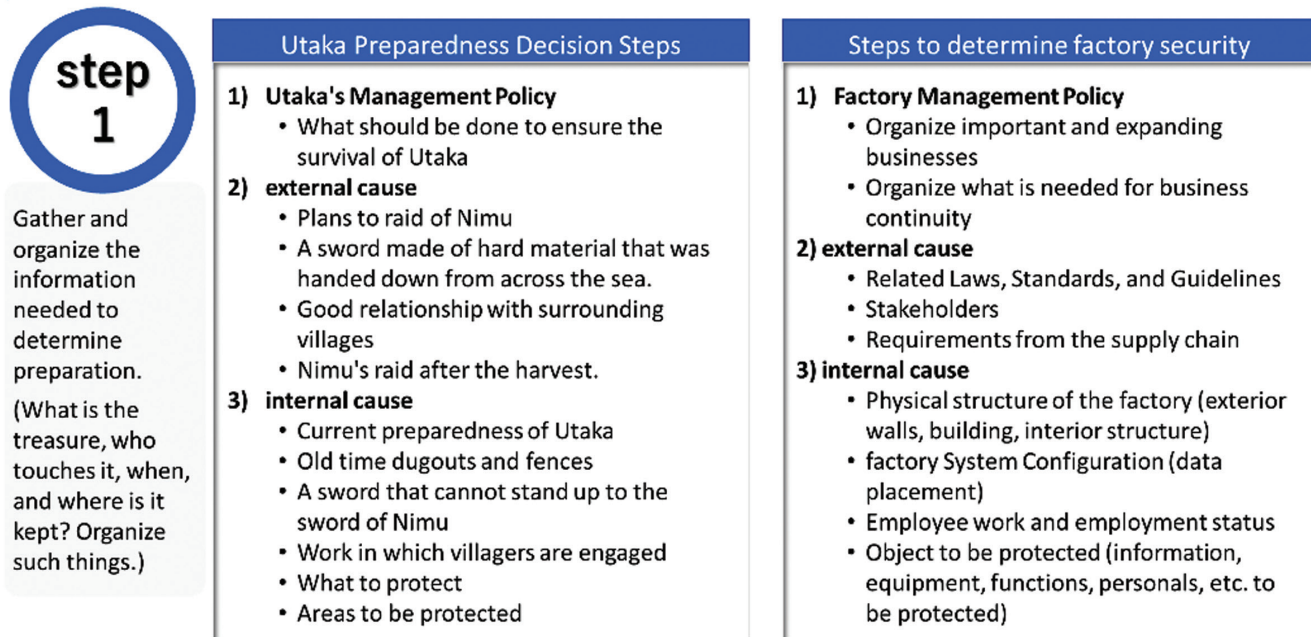 step
1
Gather and
organize the
information
needed to
determine
preparation.
(What is the
treasure, who
touches it, when,
and where is it
kept? Organize
such things.)
Utaka Preparedness Decision Steps
1) Utaka's Management Policy
• What should be done to ensure the
survival of Utaka
2) external cause
• Plans to raid of Nimu
• A sword made of hard material that was
handed down from across the sea.
• Good relationship with surrounding
villages
• Nimu's raid after the harvest.
3) internal cause
• Current preparedness of Utaka
• Old time dugouts and fences
• A sword that cannot stand up to the
sword of Nimu
• Work in which villagers are engaged
• What to protect
• Areas to be protected
Steps to determine factory security
1) Factory Management Policy
• Organize important and expanding
businesses
• Organize what is needed for business
continuity
2) external cause
• Related Laws, Standards, and Guidelines
• Stakeholders
• Requirements from the supply chain
3) internal cause
• Physical structure of the factory (exterior
walls, building, interior structure)
• factory System Configuration (data
placement)
• Employee work and employment status
• Object to be protected (information,
equipment, functions, personals, etc. to
be protected)